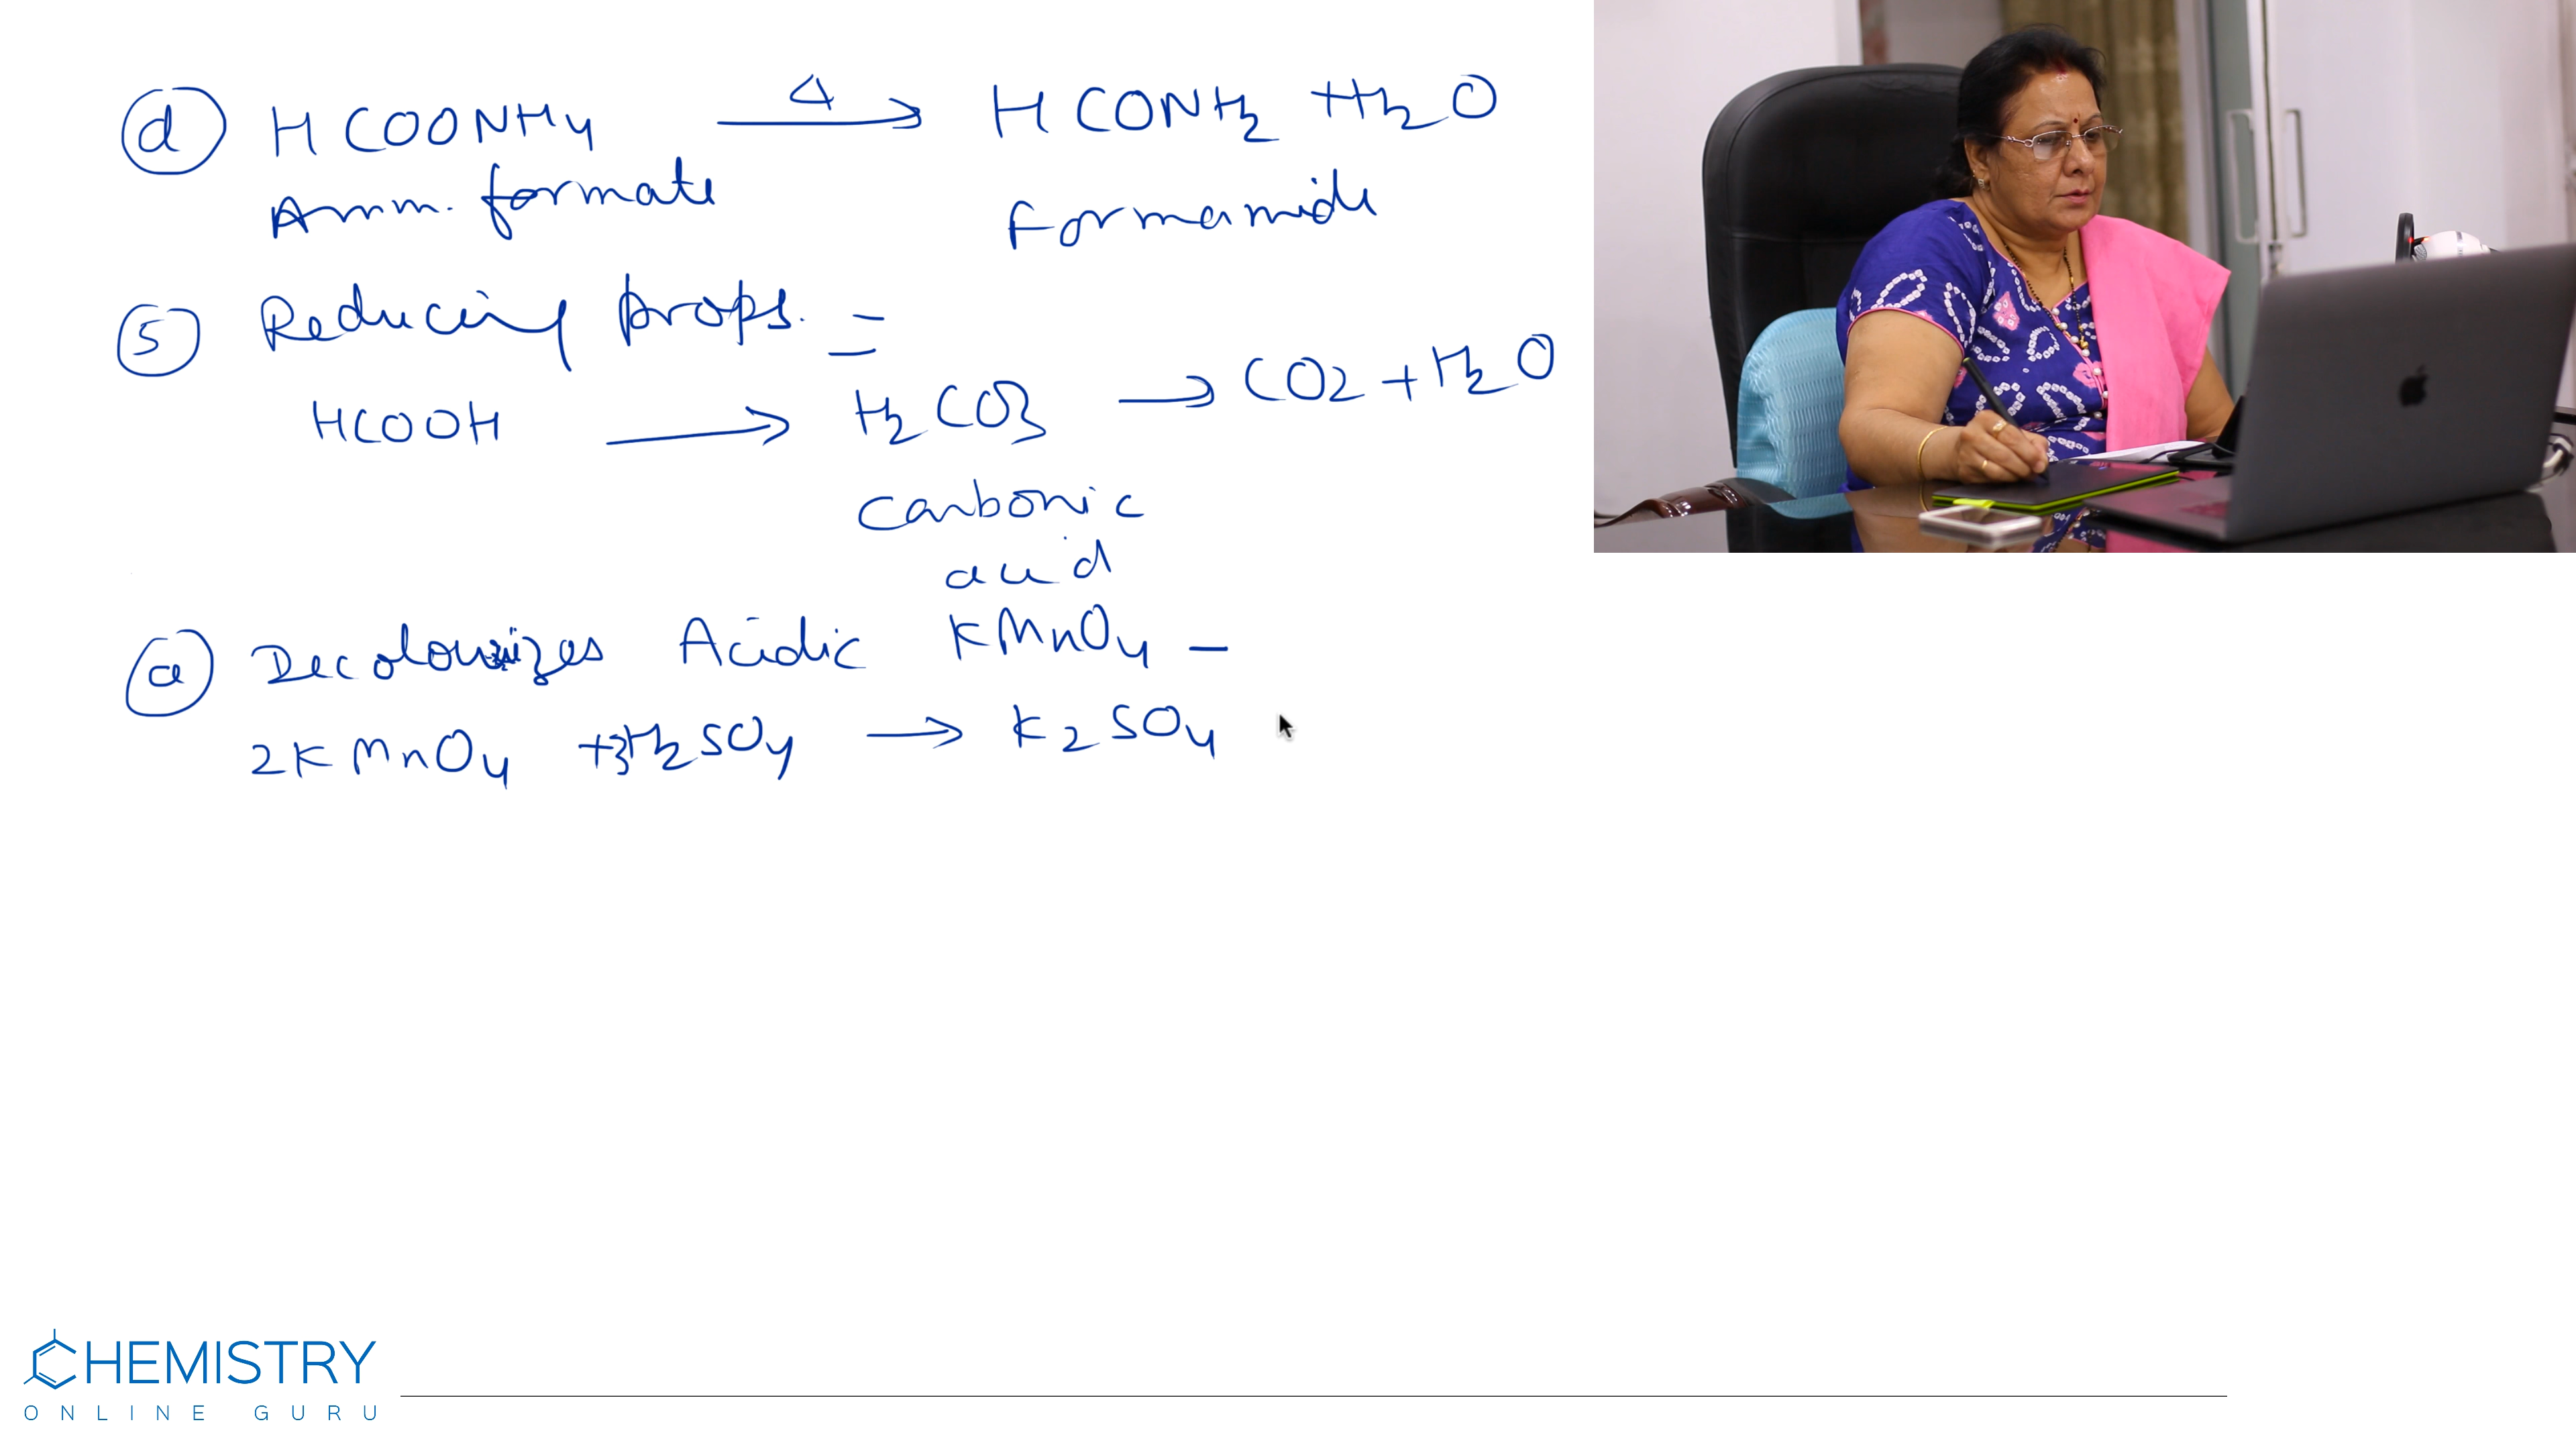 d HCOONH4 Δ → HCONH2 + H2O
Amm. formate Formamide
5 Reducing props. =
HCOOH → H2CO3 → CO2 + H2O
Carbonic
acid
a Decolourizes Acidic KMnO4 –
2KMnO4 + 3H2SO4 → K2SO4
CHEMISTRY
ONLINE GURU